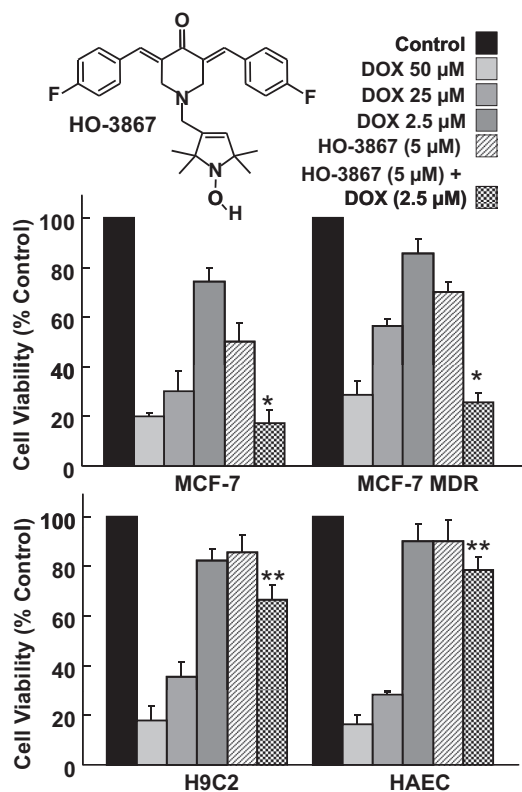 O
F
F
N
HO-3867
N
O
H
Control
DOX 50 µM
DOX 25 µM
DOX 2.5 µM
HO-3867 (5 µM)
HO-3867 (5 µM) +
DOX (2.5 µM)
Cell Viability (% Control)
100
80
60
40
20
0
*
*
MCF-7
MCF-7 MDR
Cell Viability (% Control)
100
80
60
40
20
0
**
**
H9C2
HAEC